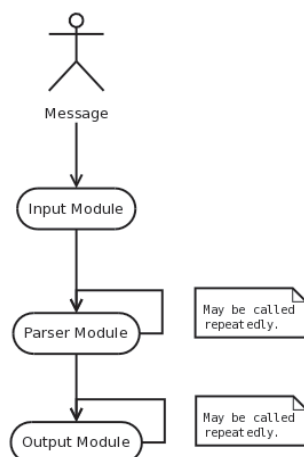 Message
Input Module
Parser Module
May be called
repeatedly.
Output Module
May be called
repeatedly.